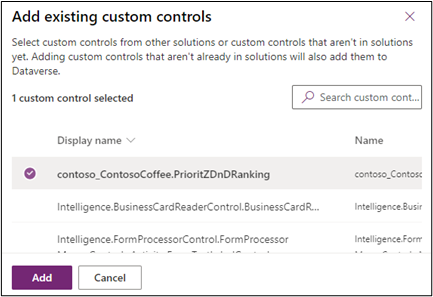 Add existing custom controls
Select custom controls from other solutions or custom controls that aren't in solutions
yet. Adding custom controls that aren't already in solutions will also add them to
Dataverse.
1 custom control selected
Search custom cont...
Display name
Name
contoso_ContosoCoffee.PrioritZDnDRanking
contoso_Contoso
Intelligence.BusinessCardReaderControl.BusinessCardR...
Intelligence.Busi
Intelligence.FormProcessorControl.FormProcessor
Intelligence.Form
Add
Cancel